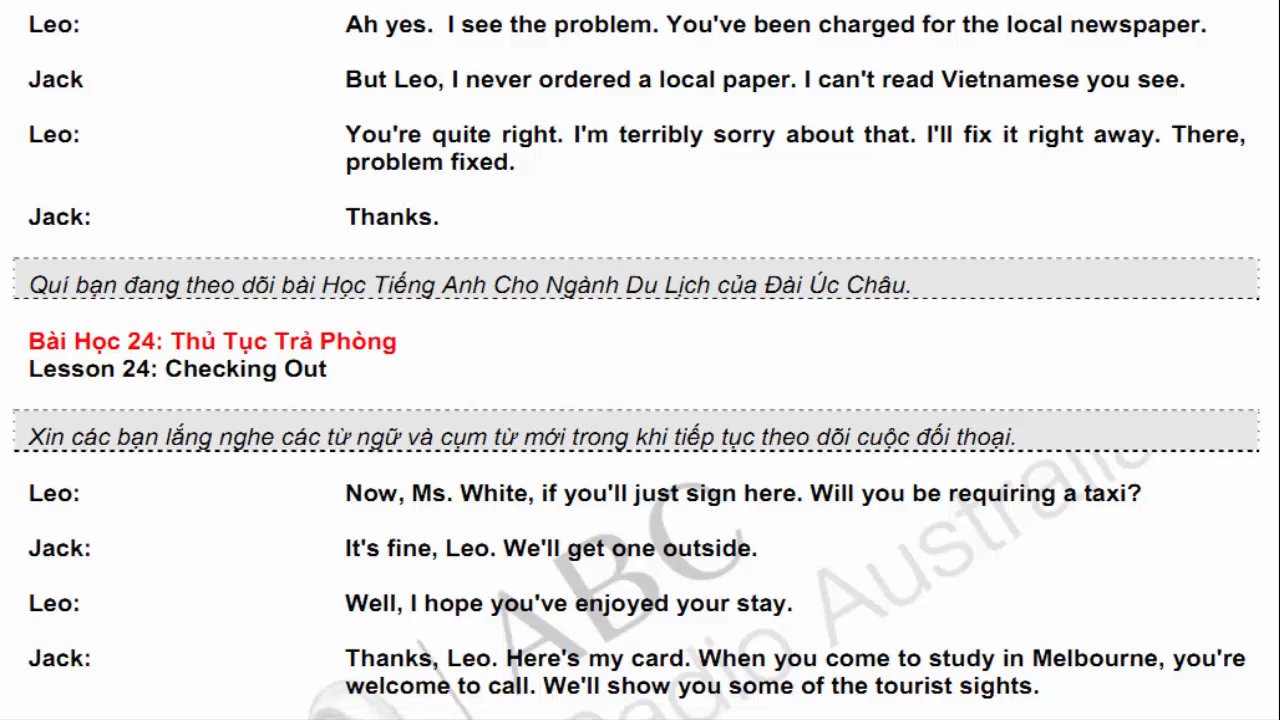 Leo: Ah yes. I see the problem. You've been charged for the local newspaper.
Jack But Leo, I never ordered a local paper. I can't read Vietnamese you see.
Leo: You're quite right. I'm terribly sorry about that. I'll fix it right away. There,
problem fixed.
Jack: Thanks.
Quí bạn đang theo dõi bài Học Tiếng Anh Cho Ngành Du Lịch của Đài Úc Châu.
Bài Học 24: Thủ Tục Trả Phòng
Lesson 24: Checking Out
Xin các bạn lắng nghe các từ ngữ và cụm từ mới trong khi tiếp tục theo dõi cuộc đối thoại.
Leo: Now, Ms. White, if you'll just sign here. Will you be requiring a taxi?
Jack: It's fine, Leo. We'll get one outside.
Leo: Well, I hope you've enjoyed your stay.
Jack: Thanks, Leo. Here's my card. When you come to study in Melbourne, you're
welcome to call. We'll show you some of the tourist sights.
ABC
Radio Australia